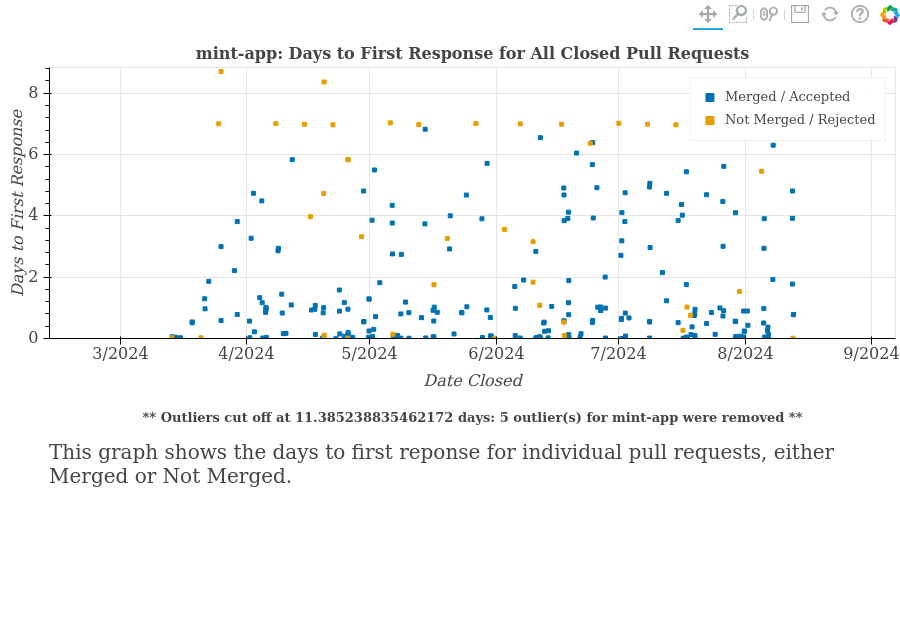 mint-app: Days to First Response for All Closed Pull Requests
Merged / Accepted
Not Merged / Rejected
Days to First Response
8
6
4
2
0
3/2024 4/2024 5/2024 6/2024 7/2024 8/2024 9/2024
Date Closed
** Outliers cut off at 11.385238835462172 days: 5 outlier(s) for mint-app were removed **
This graph shows the days to first reponse for individual pull requests, either
Merged or Not Merged.